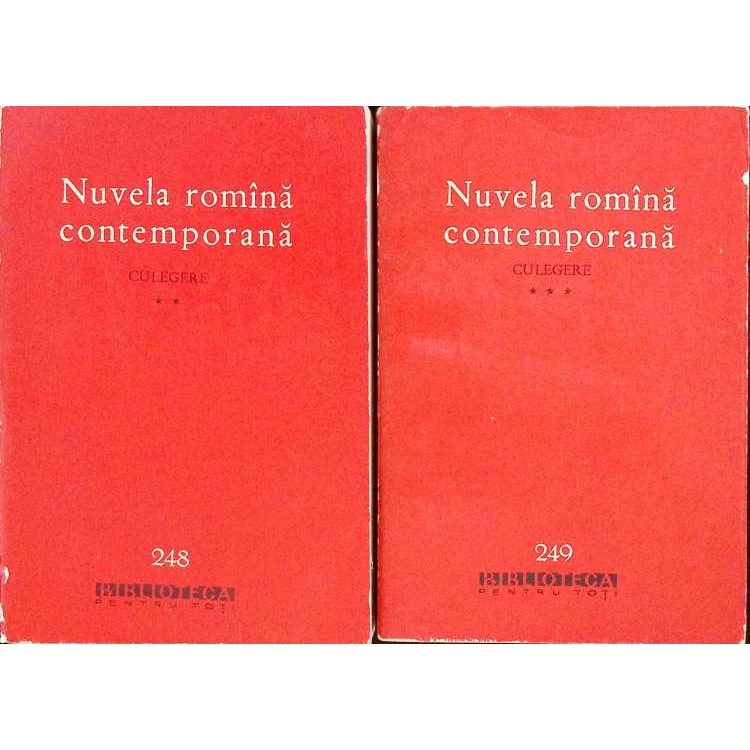 Nuvela romînă
contemporană
CULEGERE
★ ★
248
BIBLIOTECA
PENTRU TOȚI
Nuvela romînă
contemporană
CULEGERE
★ ★ ★
249
BIBLIOTECA
PENTRU TOȚI